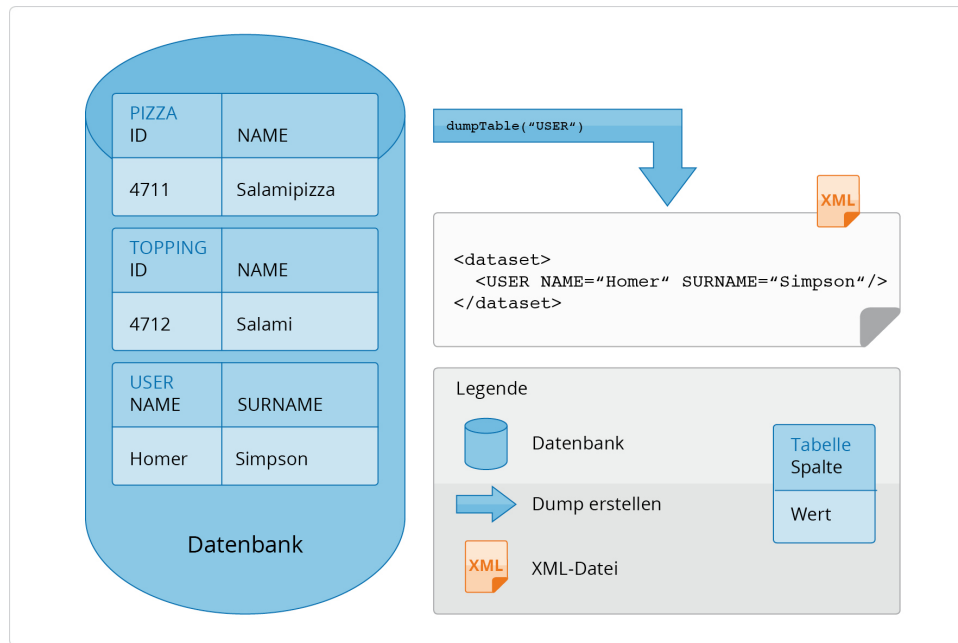 PIZZA
ID NAME
4711 Salamipizza
TOPPING
ID NAME
4712 Salami
USER
NAME SURNAME
Homer Simpson
Datenbank
dumpTable(“USER“)
XML
<dataset>
<USER NAME=“Homer“ SURNAME=“Simpson“/>
</dataset>
Legende
Datenbank
Dump erstellen
XML
XML-Datei
Tabelle
Spalte
Wert